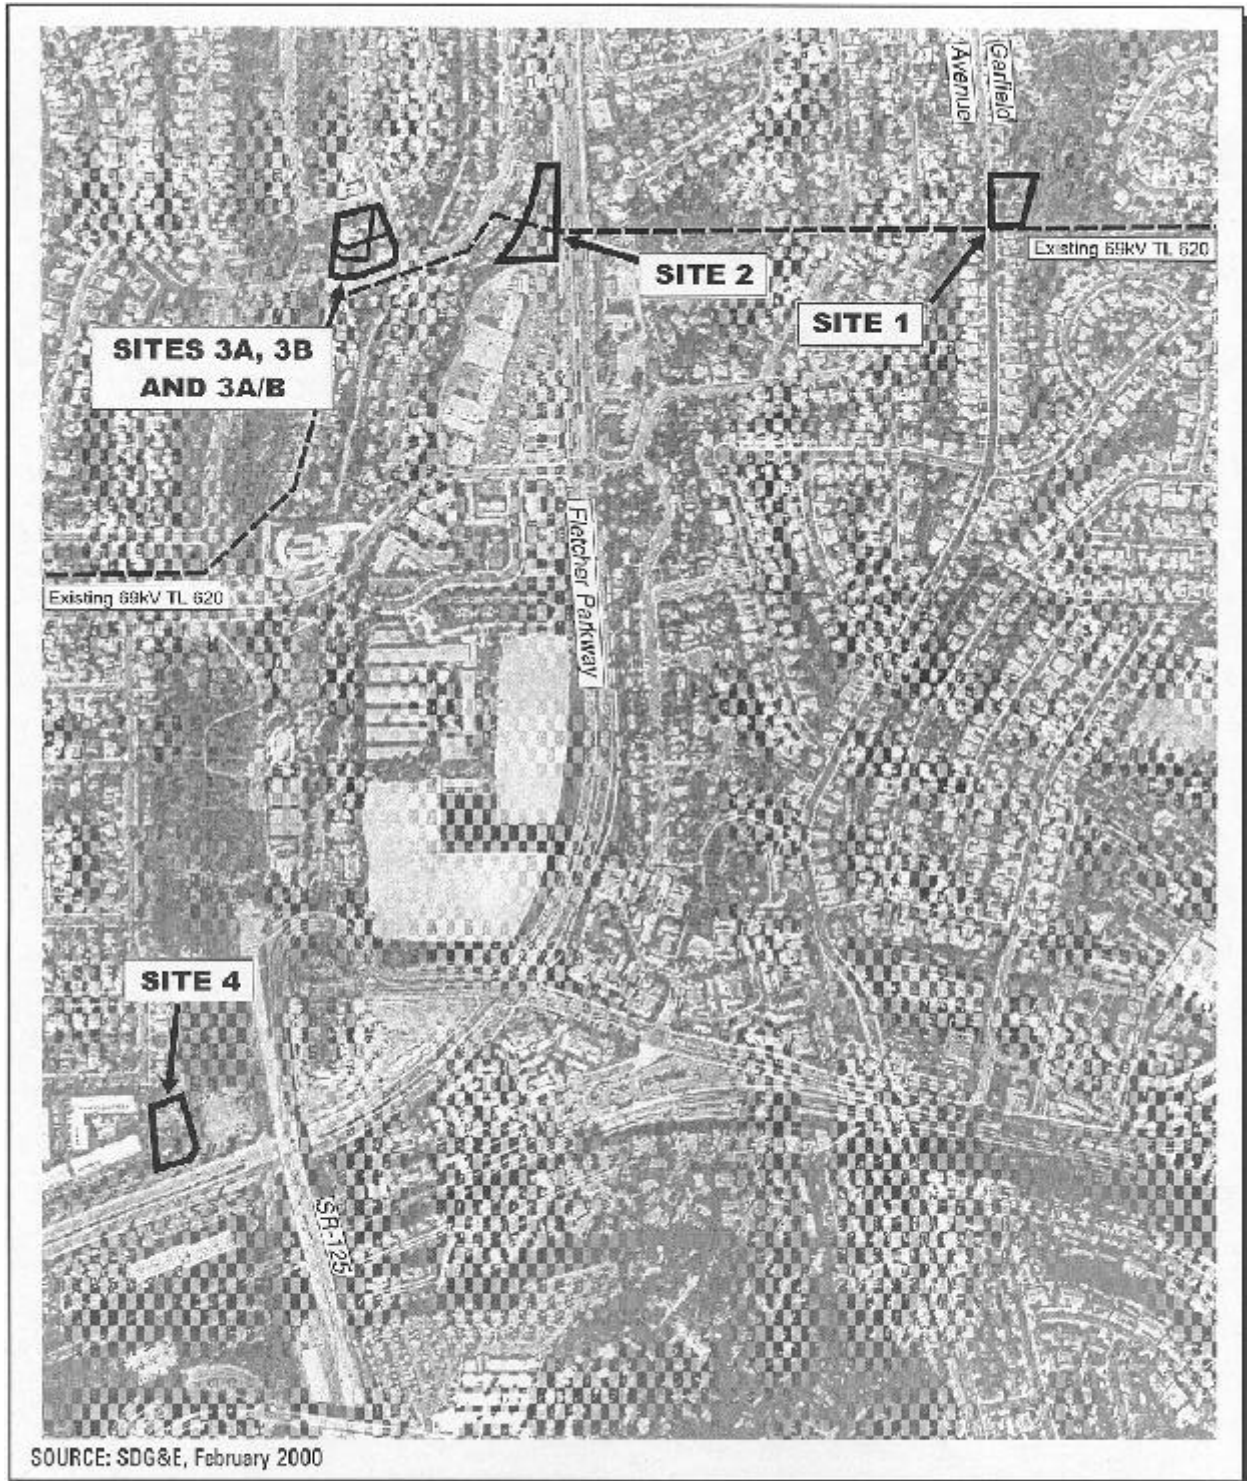 Garfield
Avenue
SITE 2
Existing 69kV TL 620
SITE 1
SITES 3A, 3B
AND 3A/B
Fletcher Parkway
Existing 69kV TL 620
SITE 4
SR-125
SOURCE: SDG&E, February 2000